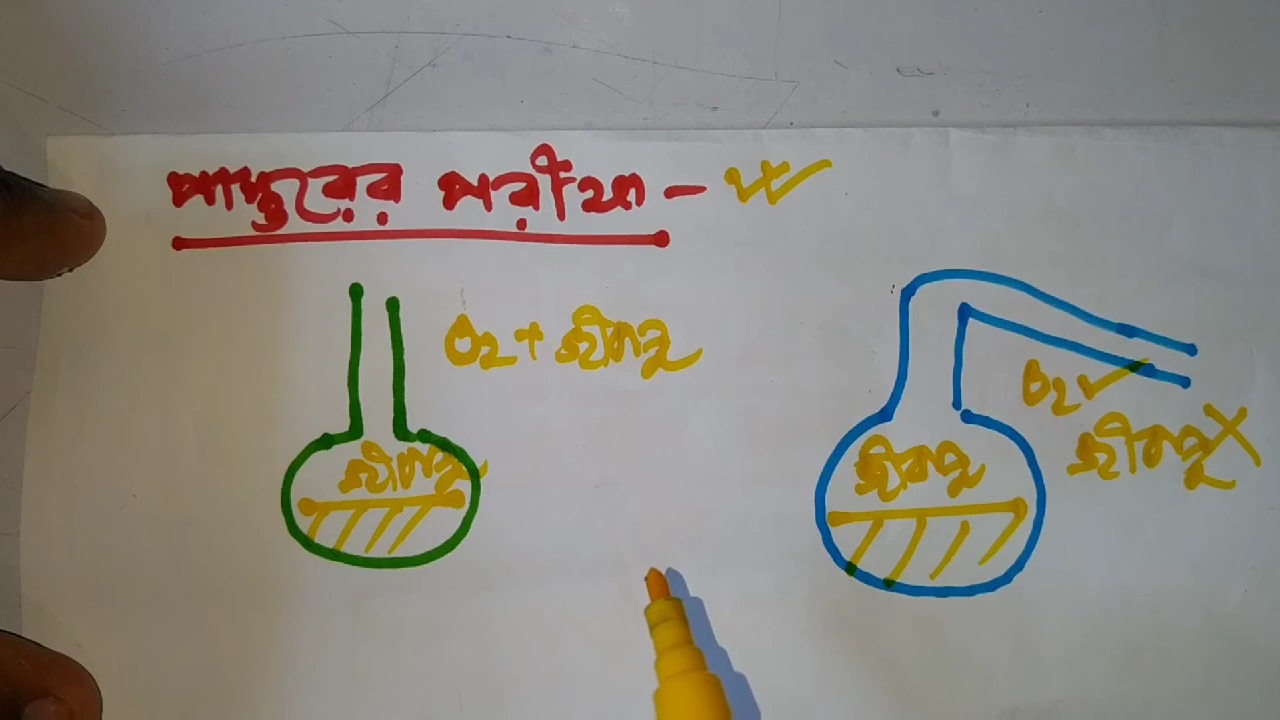 পাস্তুরের পরীক্ষা -
O₂ + জীবাণু
O₂ ✓
জীবাণু X
জীবাণু
জীবাণু